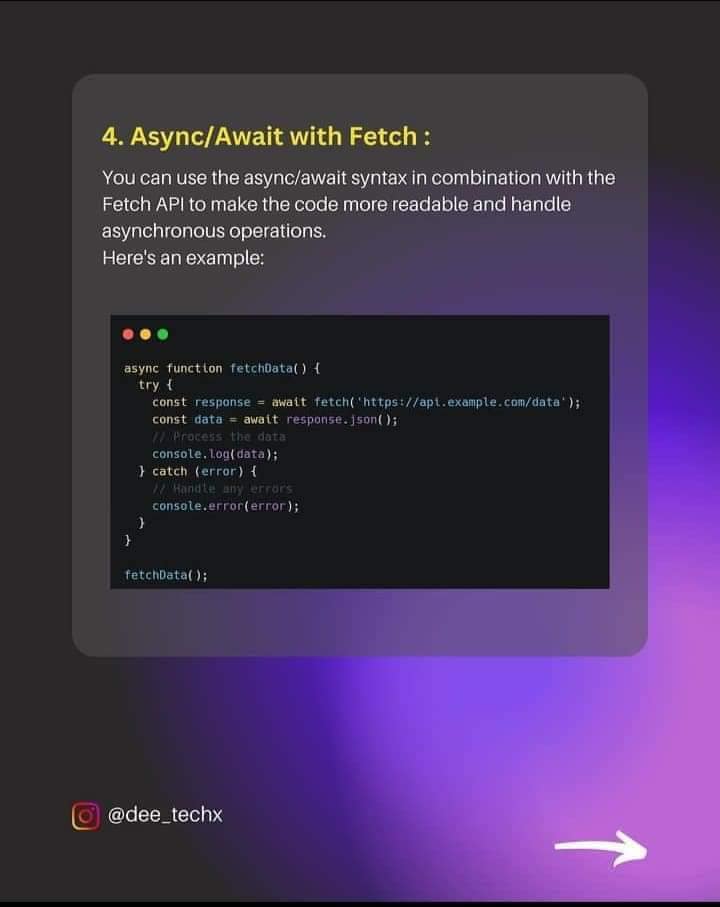 4. Async/Await with Fetch :
You can use the async/await syntax in combination with the
Fetch API to make the code more readable and handle
asynchronous operations.
Here's an example:
async function fetchData() {
  try {
    const response = await fetch('https://api.example.com/data');
    const data = await response.json();
    // Process the data
    console.log(data);
  } catch (error) {
    // Handle any errors
    console.error(error);
  }
}
fetchData();
@dee_techx